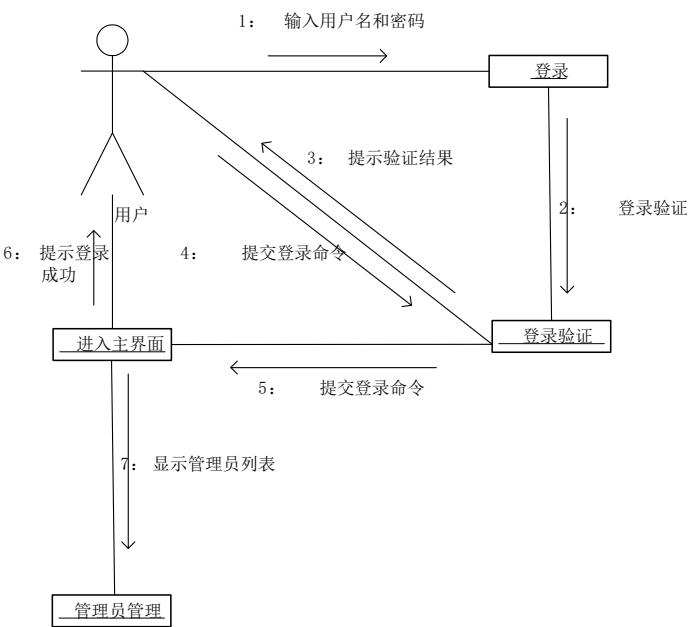 1： 输入用户名和密码
登录
3： 提示验证结果
2： 登录验证
用户
6： 提示登录
成功
4： 提交登录命令
进入主界面
登录验证
5： 提交登录命令
7：显示管理员列表
管理员管理